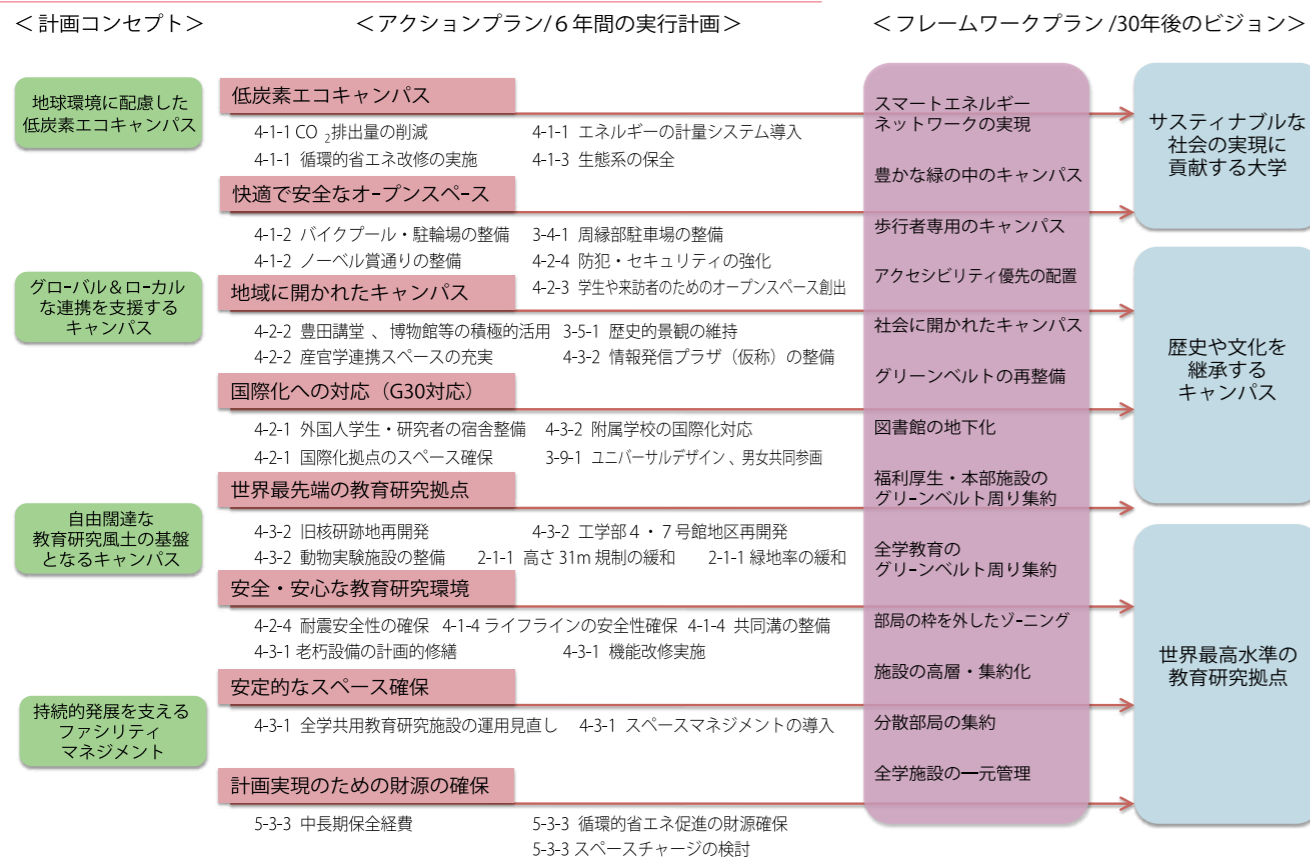 ＜計画コンセプト＞
＜アクションプラン/６年間の実行計画＞
＜フレームワークプラン /30年後のビジョン＞
地球環境に配慮した
低炭素エコキャンパス
グローバル＆ローカル
な連携を支援する
キャンパス
自由闊達な
教育研究風土の基盤
となるキャンパス
持続的発展を支える
ファシリティ
マネジメント
低炭素エコキャンパス
4-1-1 CO₂排出量の削減
4-1-1 エネルギーの計量システム導入
4-1-1 循環的省エネ改修の実施
4-1-3 生態系の保全
快適で安全なオープンスペース
4-1-2 バイクプール・駐輪場の整備
3-4-1 周縁部駐車場の整備
4-1-2 ノーベル賞通りの整備
4-2-4 防犯・セキュリティの強化
4-2-3 学生や来訪者のためのオープンスペース創出
地域に開かれたキャンパス
4-2-2 豊田講堂 、博物館等の積極的活用
3-5-1 歴史的景観の維持
4-2-2 産官学連携スペースの充実
4-3-2 情報発信プラザ（仮称）の整備
国際化への対応（G30対応）
4-2-1 外国人学生・研究者の宿舎整備
4-3-2 附属学校の国際化対応
4-2-1 国際化拠点のスペース確保
3-9-1 ユニバーサルデザイン 、男女共同参画
世界最先端の教育研究拠点
4-3-2 旧核研跡地再開発
4-3-2 工学部４・７号館地区再開発
4-3-2 動物実験施設の整備
2-1-1 高さ 31m 規制の緩和
2-1-1 緑地率の緩和
安全・安心な教育研究環境
4-2-4 耐震安全性の確保
4-1-4 ライフラインの安全性確保
4-1-4 共同溝の整備
4-3-1 老朽設備の計画的修繕
4-3-1 機能改修実施
安定的なスペース確保
4-3-1 全学共用教育研究施設の運用見直し
4-3-1 スペースマネジメントの導入
計画実現のための財源の確保
5-3-3 中長期保全経費
5-3-3 循環的省エネ促進の財源確保
5-3-3 スペースチャージの検討
スマートエネルギー
ネットワークの実現
豊かな緑の中のキャンパス
歩行者専用のキャンパス
アクセシビリティ優先の配置
社会に開かれたキャンパス
グリーンベルトの再整備
図書館の地下化
福利厚生・本部施設の
グリーンベルト周り集約
全学教育の
グリーンベルト周り集約
部局の枠を外したゾーニング
施設の高層・集約化
分散部局の集約
全学施設の一元管理
サスティナブルな
社会の実現に
貢献する大学
歴史や文化を
継承する
キャンパス
世界最高水準の
教育研究拠点